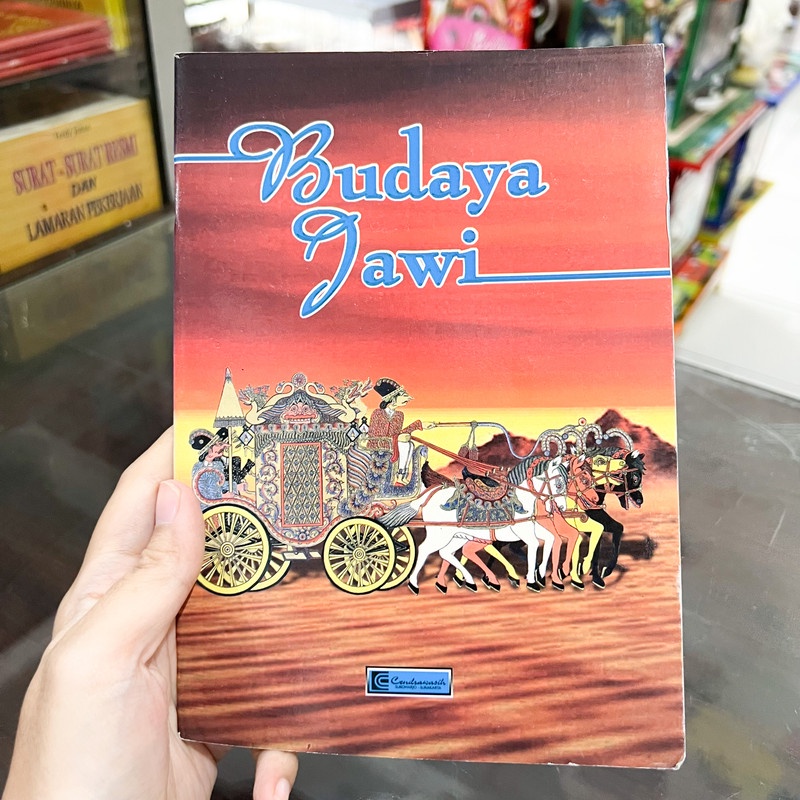 Budaya
Jawi
Cendrawasih
SURAT-SURAT RESMI
DAN
LAMARAN PEKERJAAN